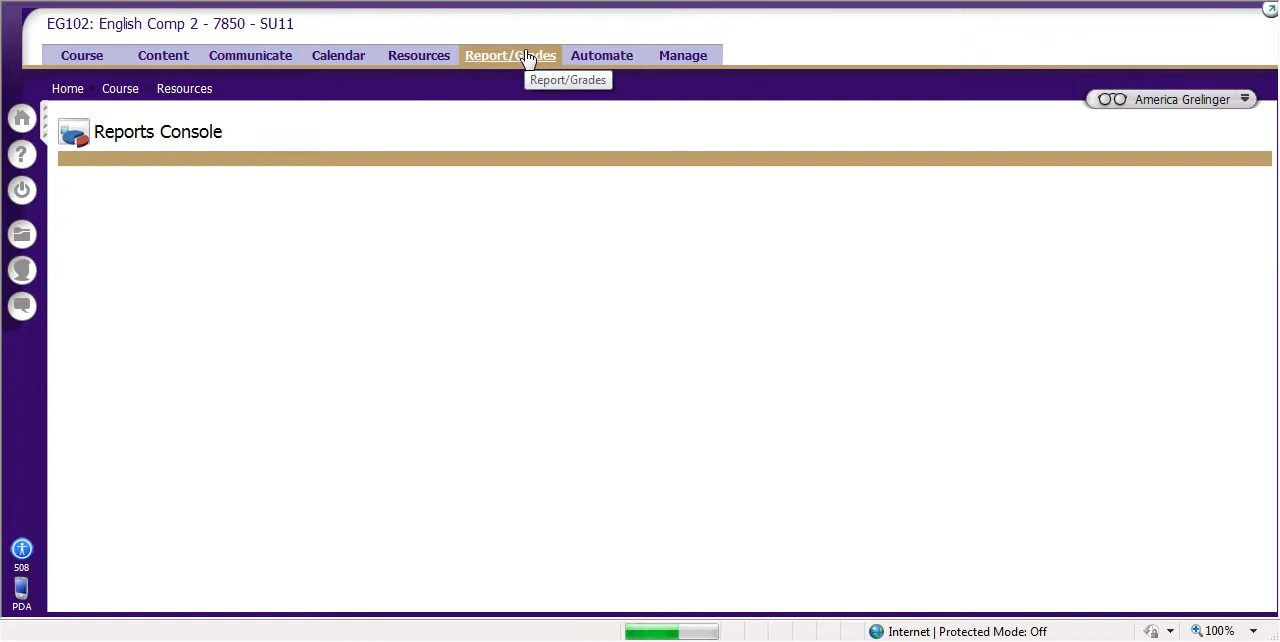 EG102: English Comp 2 - 7850 - SU11
Course Content Communicate Calendar Resources Report/Grades Automate Manage
Report/Grades
Home Course Resources
America Grelinger
Reports Console
508
PDA
Internet | Protected Mode: Off
100%